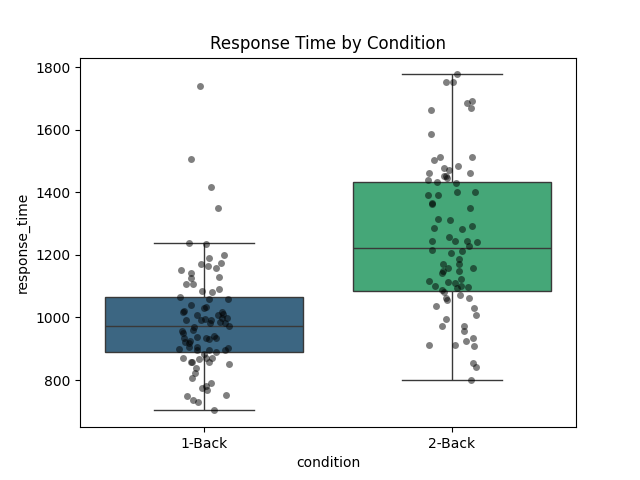 Response Time by Condition
1800
1600
1400
1200
1000
800
response_time
1-Back
2-Back
condition